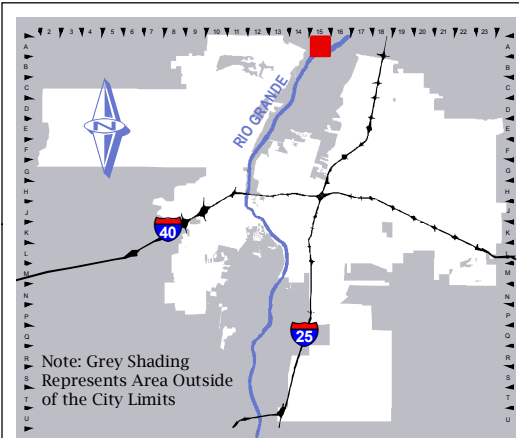 2 3 4 5 6 7 8 9 10 11 12 13 14 15 16 17 18 19 20 21 22 23
A A
B B
C C
D D
E E
F F
G G
H H
J J
K K
L L
M M
N N
P P
Q Q
R R
S S
T T
U U
N
RIO GRANDE
40
25
Note: Grey Shading
Represents Area Outside
of the City Limits